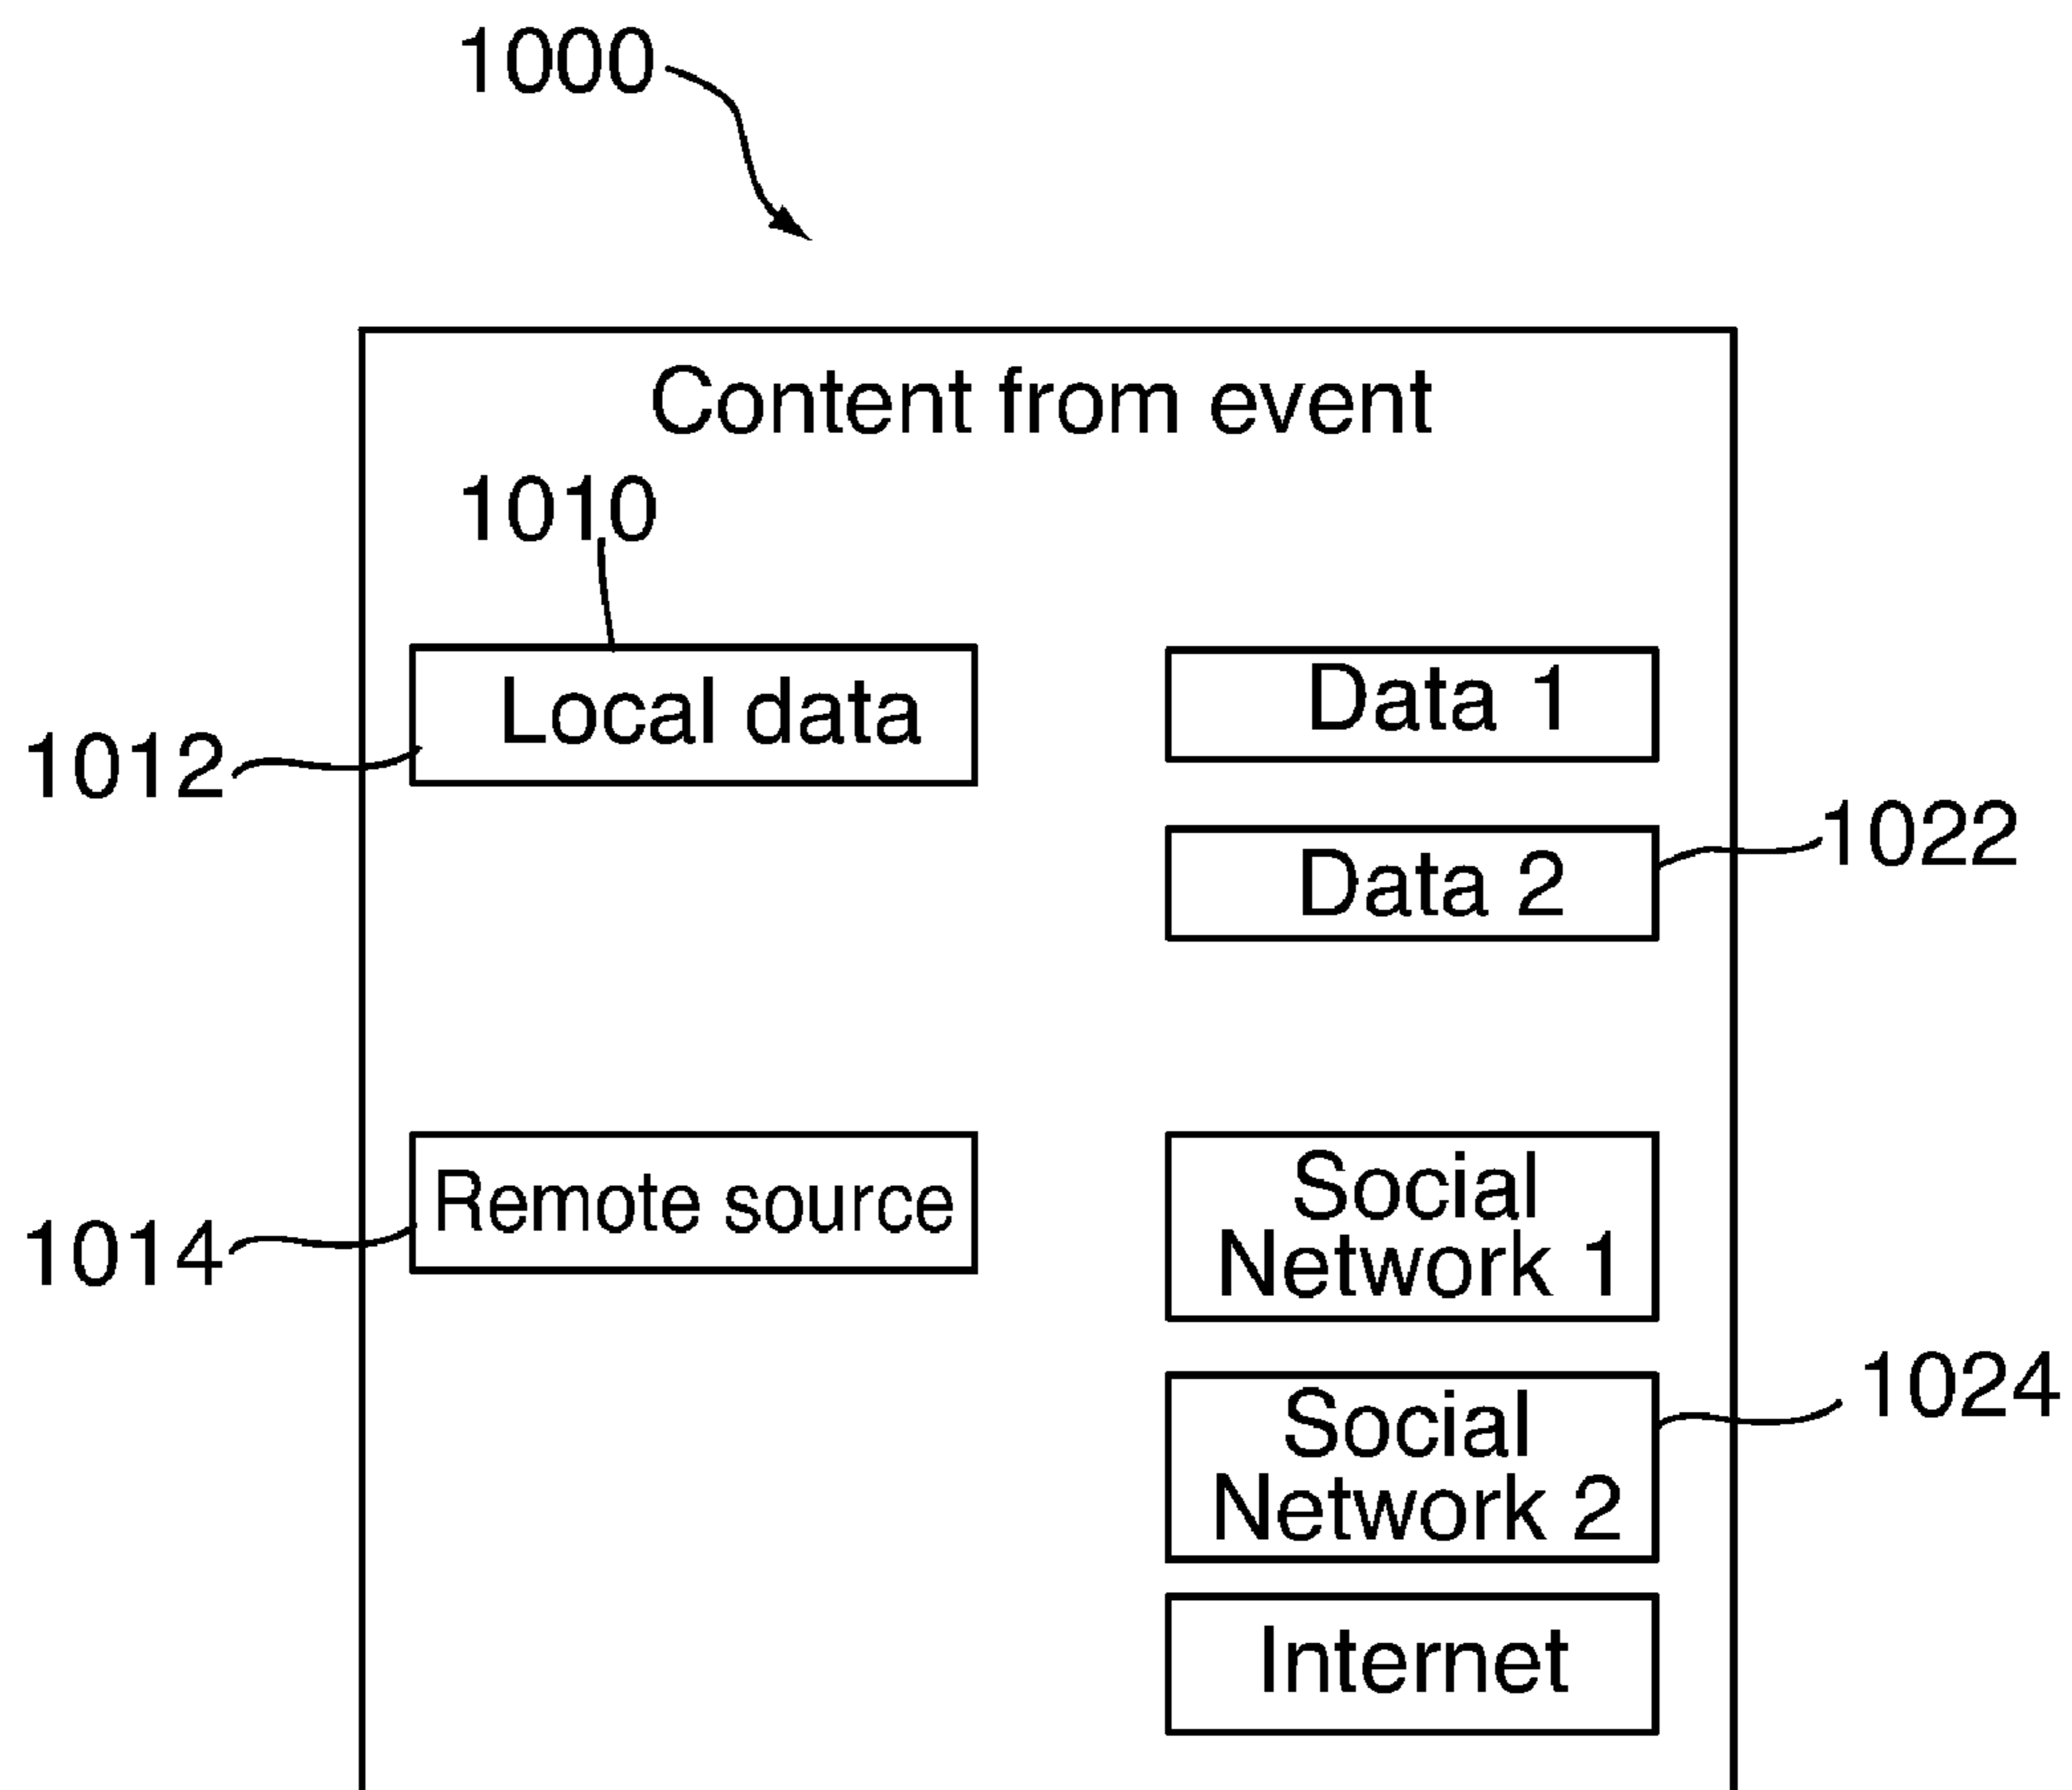 1000
Content from event
1010
Local data
Data 1
1012
Data 2
1022
Remote source
1014
Social
Network 1
Social
Network 2
1024
Internet